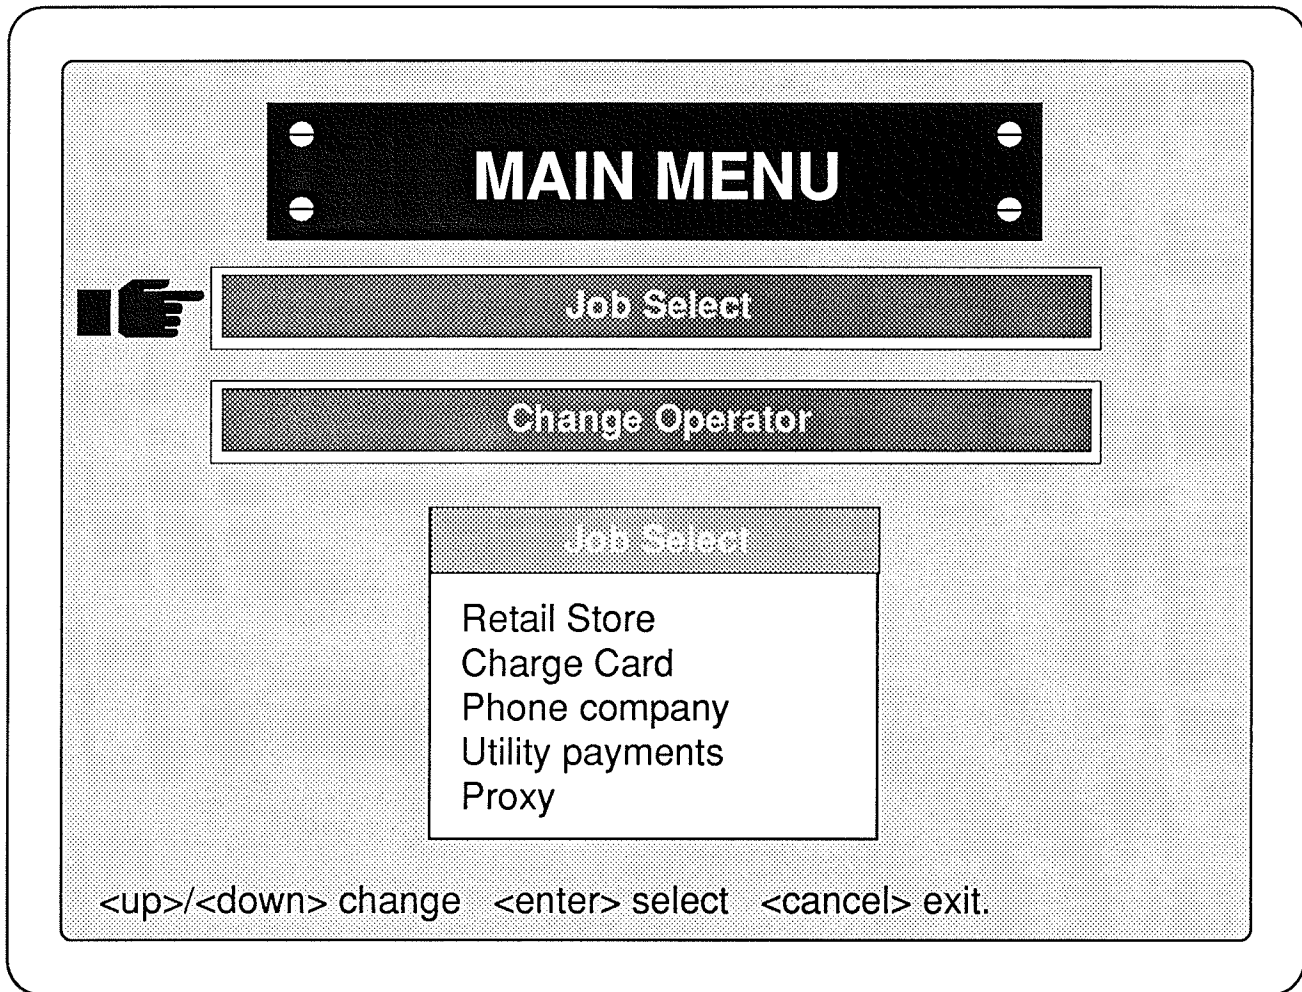 MAIN MENU
Job Select
Change Operator
Job Select
Retail Store
Charge Card
Phone company
Utility payments
Proxy
<up>/<down> change <enter> select <cancel> exit.